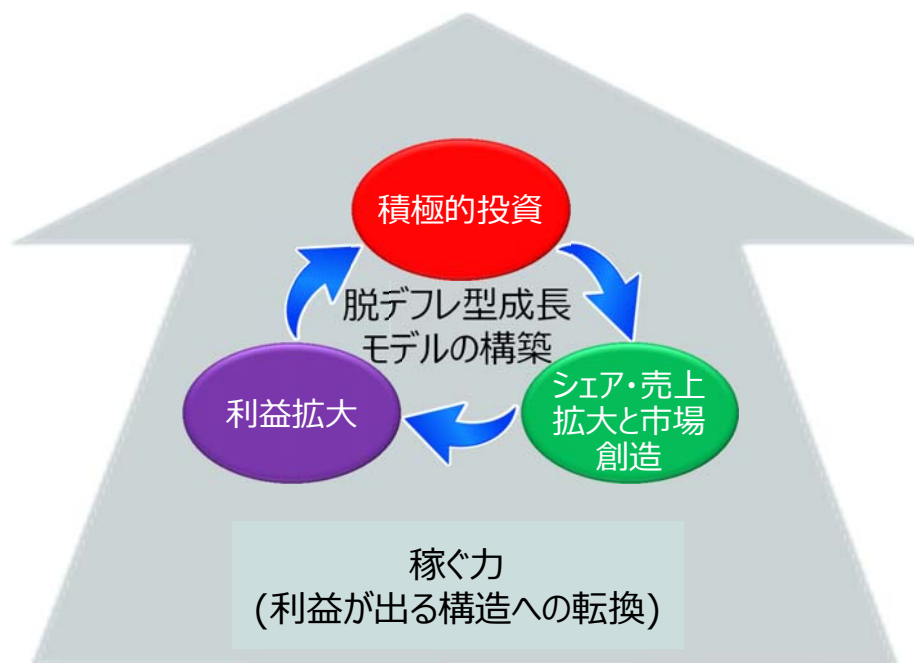 積極的投資
脱デフレ型成長
モデルの構築
利益拡大
シェア・売上
拡大と市場
創造
稼ぐ力
(利益が出る構造への転換)